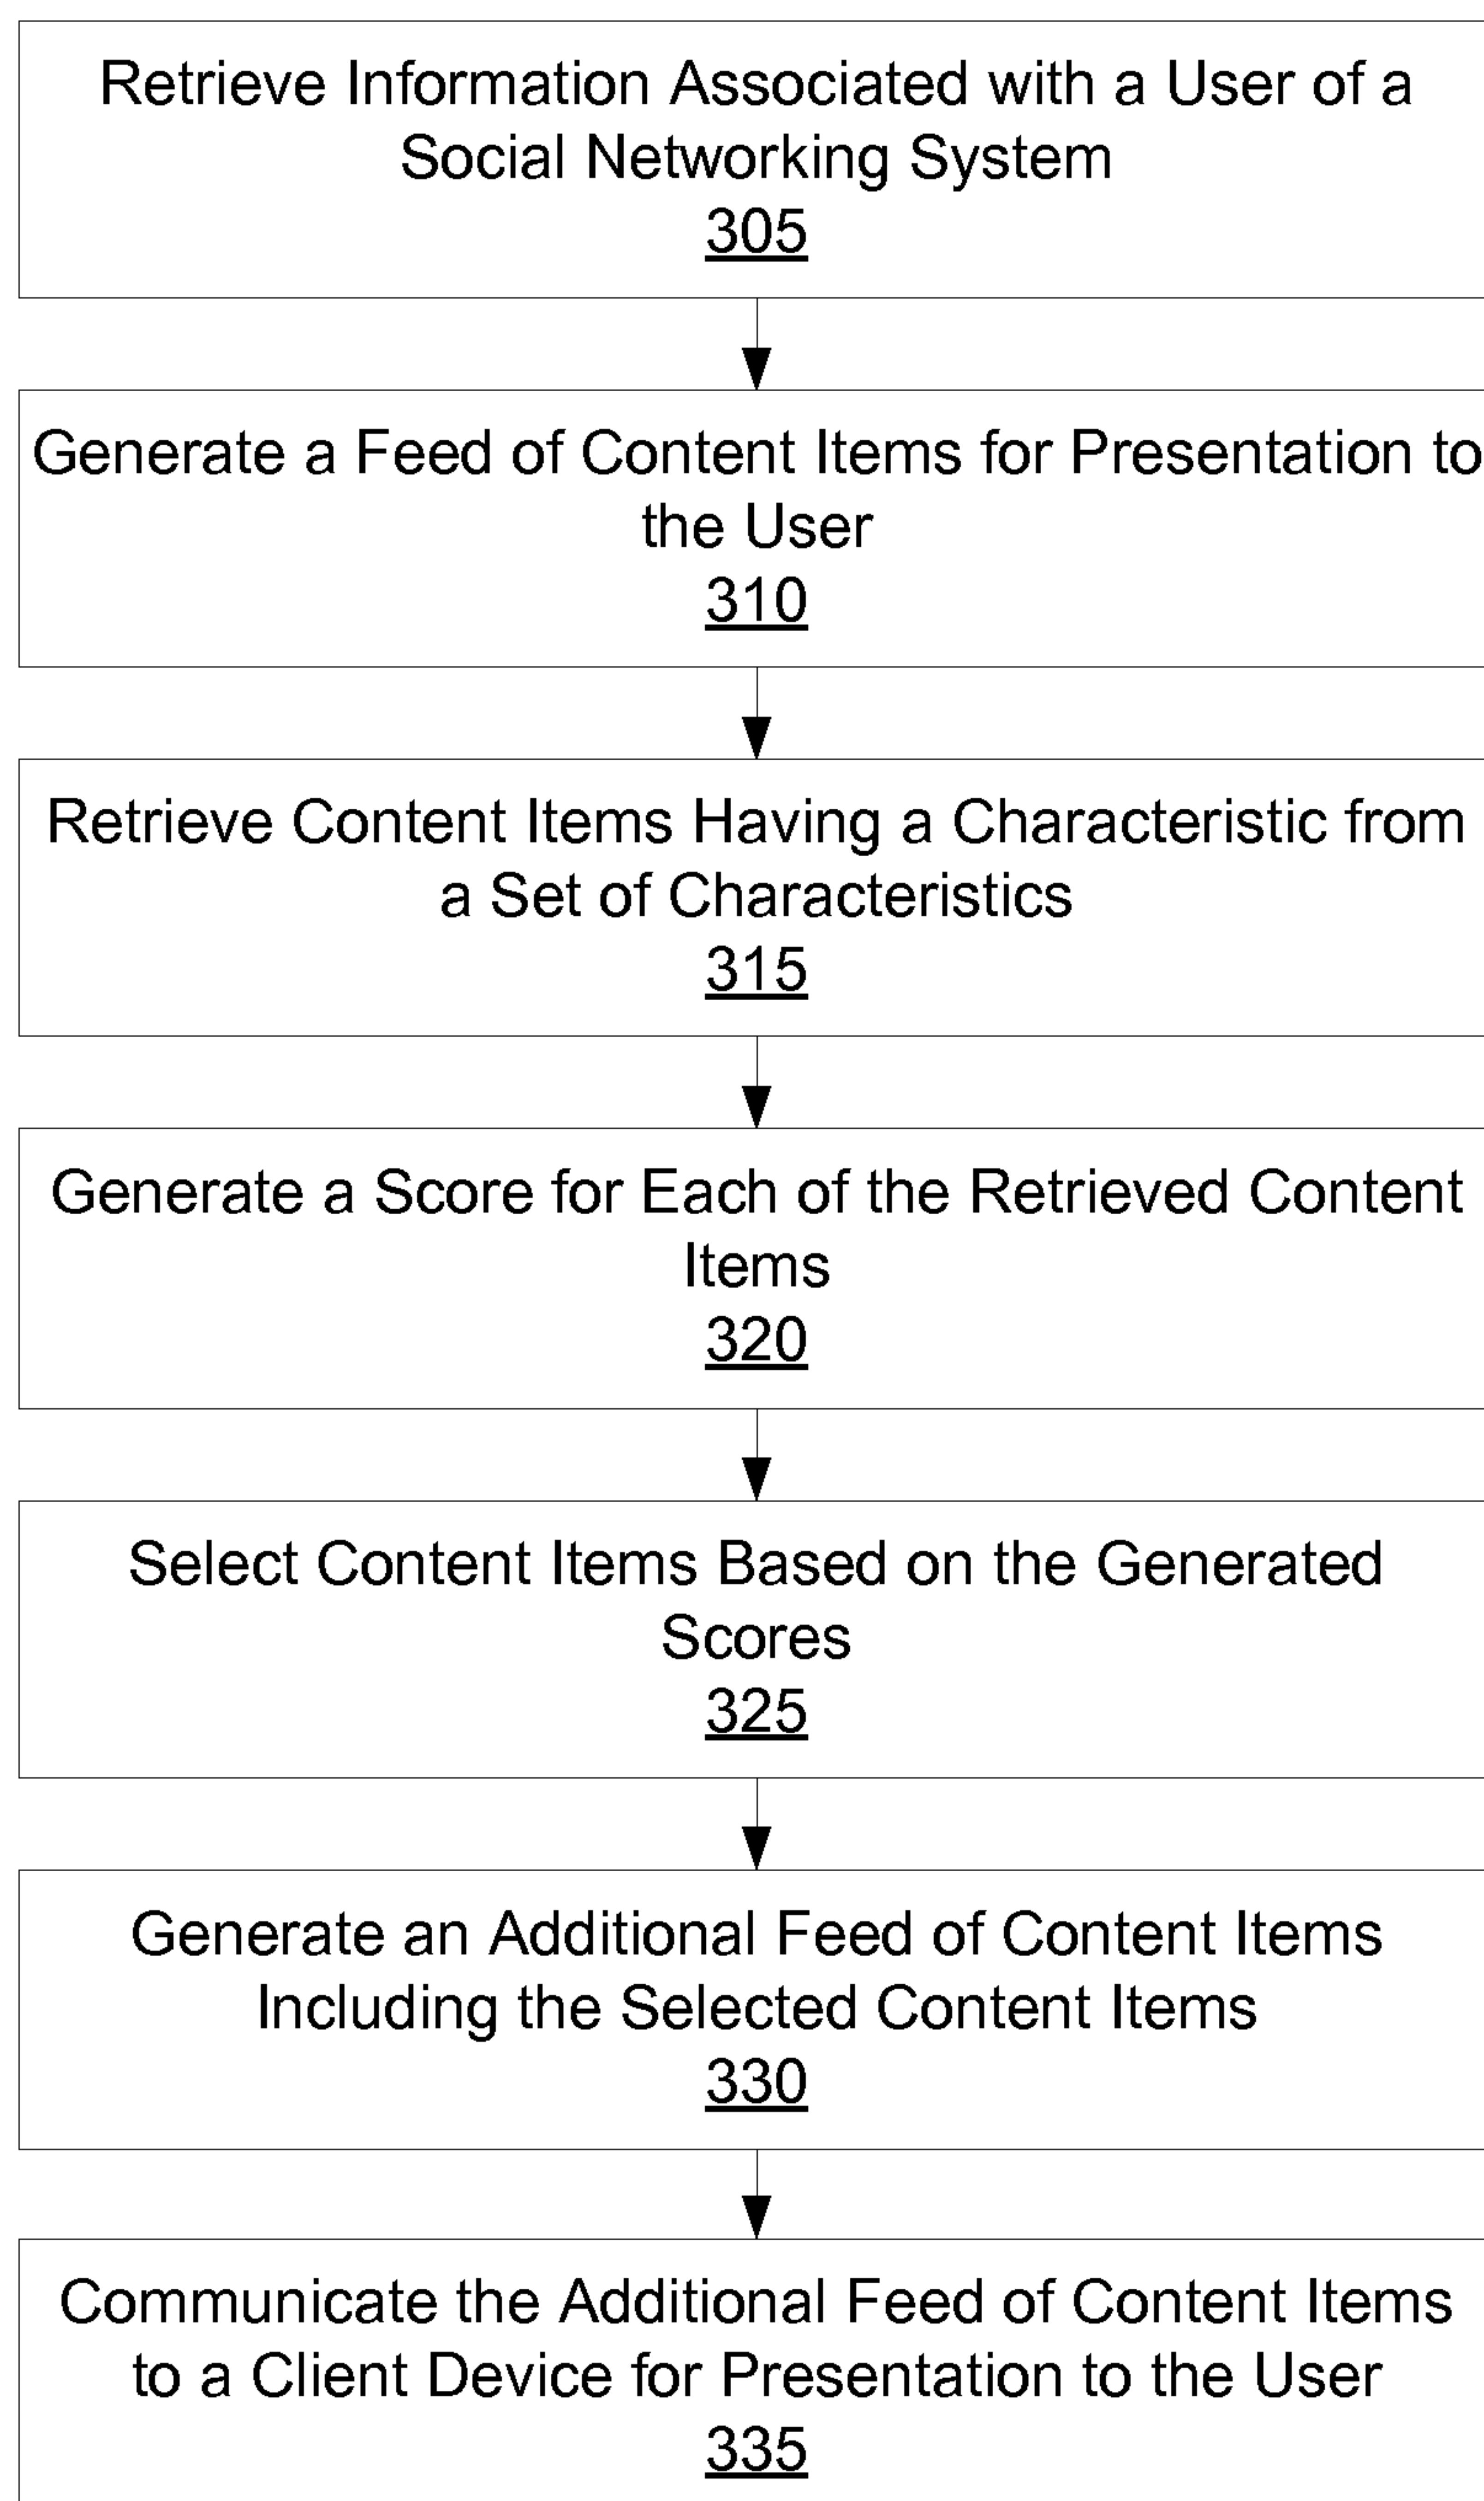 Retrieve Information Associated with a User of a
Social Networking System
305
Generate a Feed of Content Items for Presentation to
the User
310
Retrieve Content Items Having a Characteristic from
a Set of Characteristics
315
Generate a Score for Each of the Retrieved Content
Items
320
Select Content Items Based on the Generated
Scores
325
Generate an Additional Feed of Content Items
Including the Selected Content Items
330
Communicate the Additional Feed of Content Items
to a Client Device for Presentation to the User
335